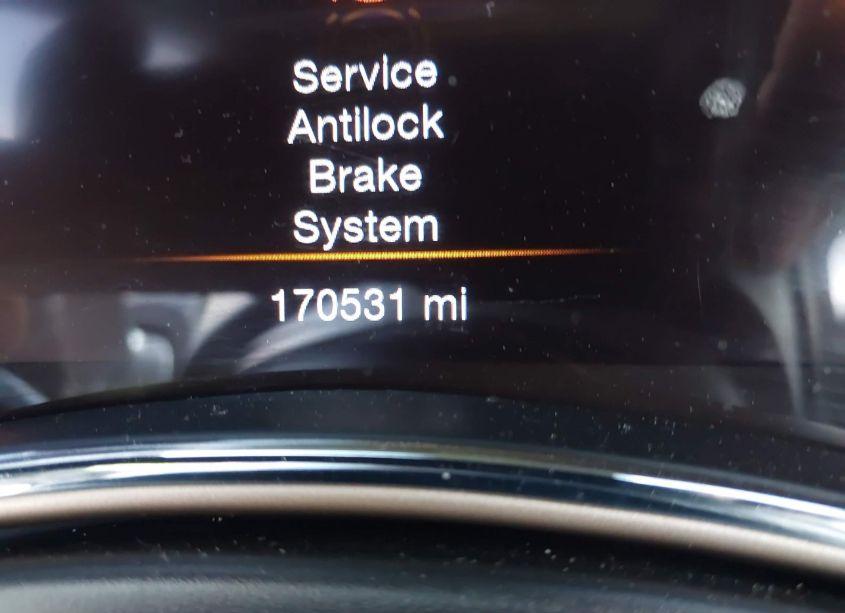 Service
Antilock
Brake
System
170531 mi